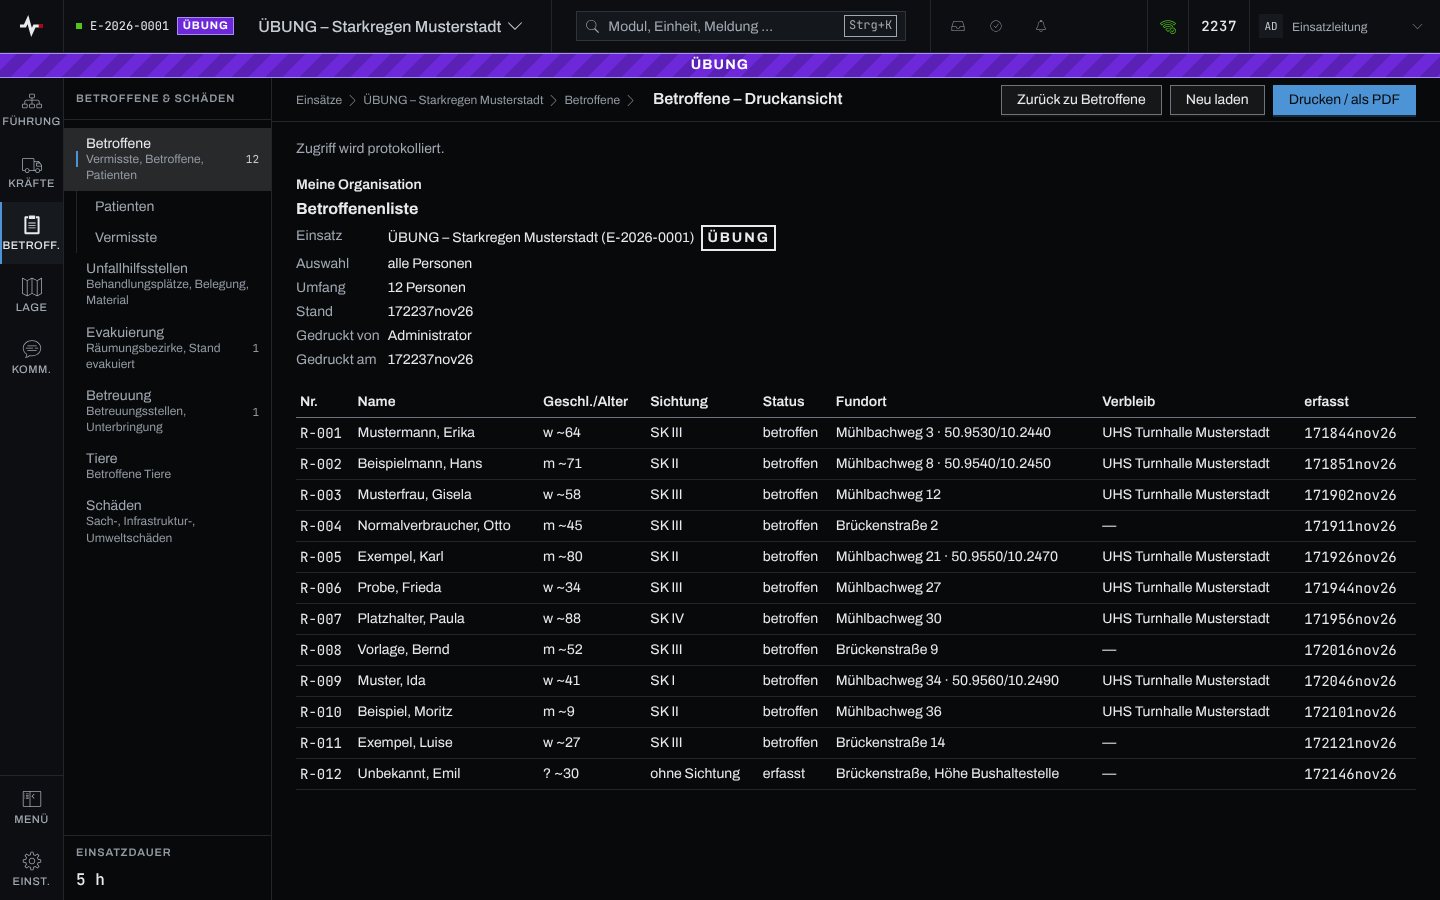 E-2026-0001 ÜBUNG ÜBUNG – Starkregen Musterstadt Modul, Einheit, Meldung ... Strg+K 2237 AD Einsatzleitung
ÜBUNG
FÜHRUNG
KRÄFTE
BETROFF.
LAGE
KOMM.
MENÜ
EINST.
BETROFFENE & SCHÄDEN
Betroffene
Vermisste, Betroffene, 12
Patienten
Patienten
Vermisste
Unfallhilfsstellen
Behandlungsplätze, Belegung,
Material
Evakuierung
Räumungsbezirke, Stand 1
evakuiert
Betreuung
Betreuungsstellen, 1
Unterbringung
Tiere
Betroffene Tiere
Schäden
Sach-, Infrastruktur-,
Umweltschäden
EINSATZDAUER
5 h
Einsätze ÜBUNG – Starkregen Musterstadt Betroffene Betroffene – Druckansicht Zurück zu Betroffene Neu laden Drucken / als PDF
Zugriff wird protokolliert.
Meine Organisation
Betroffenenliste
Einsatz ÜBUNG – Starkregen Musterstadt (E-2026-0001) ÜBUNG
Auswahl alle Personen
Umfang 12 Personen
Stand 172237nov26
Gedruckt von Administrator
Gedruckt am 172237nov26
Nr. Name Geschl./Alter Sichtung Status Fundort Verbleib erfasst
R-001 Mustermann, Erika w ~64 SK III betroffen Mühlbachweg 3 · 50.9530/10.2440 UHS Turnhalle Musterstadt 171844nov26
R-002 Beispielmann, Hans m ~71 SK II betroffen Mühlbachweg 8 · 50.9540/10.2450 UHS Turnhalle Musterstadt 171851nov26
R-003 Musterfrau, Gisela w ~58 SK III betroffen Mühlbachweg 12 UHS Turnhalle Musterstadt 171902nov26
R-004 Normalverbraucher, Otto m ~45 SK III betroffen Brückenstraße 2 — 171911nov26
R-005 Exempel, Karl m ~80 SK II betroffen Mühlbachweg 21 · 50.9550/10.2470 UHS Turnhalle Musterstadt 171926nov26
R-006 Probe, Frieda w ~34 SK III betroffen Mühlbachweg 27 UHS Turnhalle Musterstadt 171944nov26
R-007 Platzhalter, Paula w ~88 SK IV betroffen Mühlbachweg 30 UHS Turnhalle Musterstadt 171956nov26
R-008 Vorlage, Bernd m ~52 SK III betroffen Brückenstraße 9 — 172016nov26
R-009 Muster, Ida w ~41 SK I betroffen Mühlbachweg 34 · 50.9560/10.2490 UHS Turnhalle Musterstadt 172046nov26
R-010 Beispiel, Moritz m ~9 SK II betroffen Mühlbachweg 36 UHS Turnhalle Musterstadt 172101nov26
R-011 Exempel, Luise w ~27 SK III betroffen Brückenstraße 14 — 172121nov26
R-012 Unbekannt, Emil ? ~30 ohne Sichtung erfasst Brückenstraße, Höhe Bushaltestelle — 172146nov26